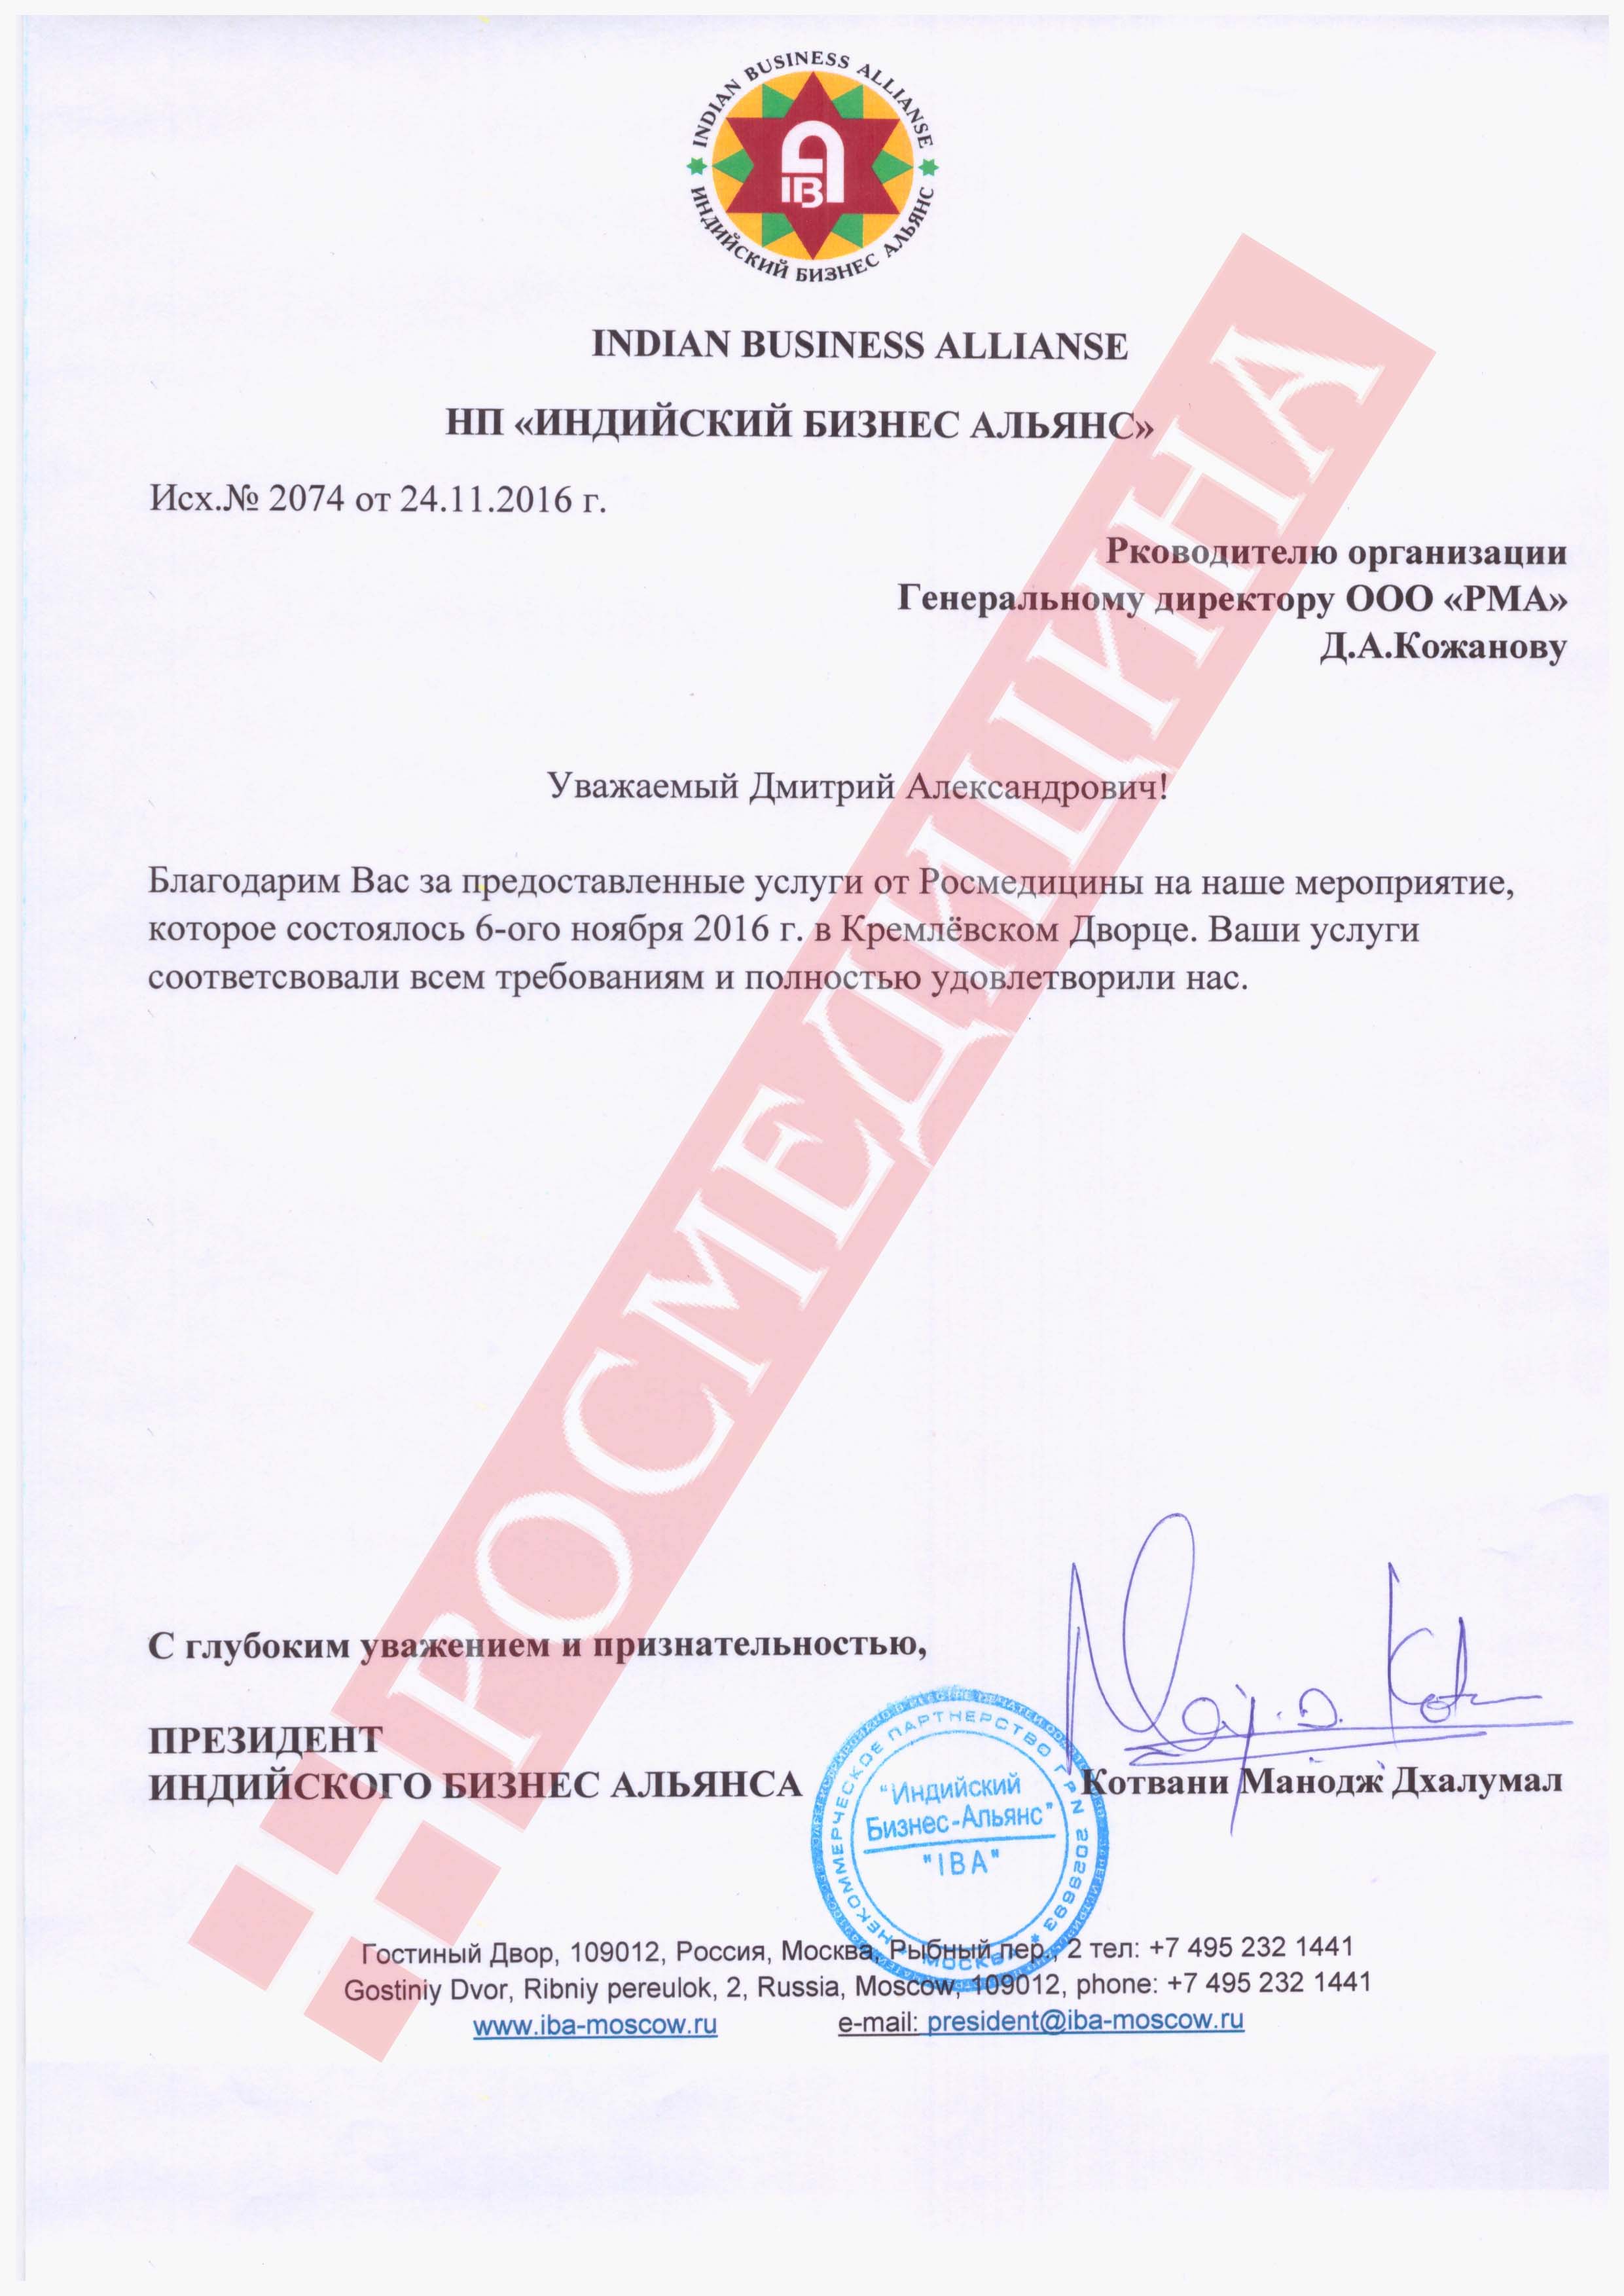 INDIAN BUSINESS ALLIANSE
ИНДИЙСКИЙ БИЗНЕС АЛЬЯНС
IBA
INDIAN BUSINESS ALLIANSE
НП «ИНДИЙСКИЙ БИЗНЕС АЛЬЯНС»
Исх.№ 2074 от 24.11.2016 г.
Рководителю организации
Генеральному директору ООО «РМА»
Д.А.Кожанову
Уважаемый Дмитрий Александрович!
Благодарим Вас за предоставленные услуги от Росмедицины на наше мероприятие,
которое состоялось 6-ого ноября 2016 г. в Кремлёвском Дворце. Ваши услуги
соответсвовали всем требованиям и полностью удовлетворили нас.
РОСМЕДИЦИНА
С глубоким уважением и признательностью,
ПРЕЗИДЕНТ
ИНДИЙСКОГО БИЗНЕС АЛЬЯНСА
Котвани Манодж Дхалумал
НЕКОММЕРЧЕСКОЕ ПАРТНЕРСТВО ГРN 2029693 * МОСКВА *
"Индийский
Бизнес-Альянс"
"IBA"
Гостиный Двор, 109012, Россия, Москва, Рыбный пер., 2 тел: +7 495 232 1441
Gostiniy Dvor, Ribniy pereulok, 2, Russia, Moscow, 109012, phone: +7 495 232 1441
www.iba-moscow.ru e-mail: president@iba-moscow.ru